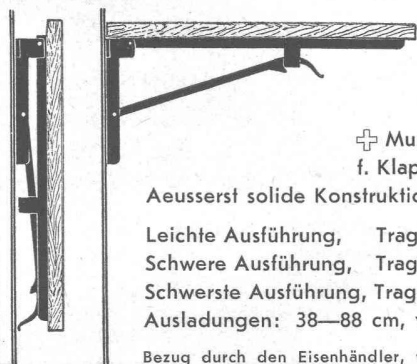 ✚ Mu
f. Klap
Aeusserst solide Konstruktio
Leichte Ausführung, Trag
Schwere Ausführung, Trag
Schwerste Ausführung, Trag
Ausladungen: 38—88 cm,
Bezug durch den Eisenhändler,